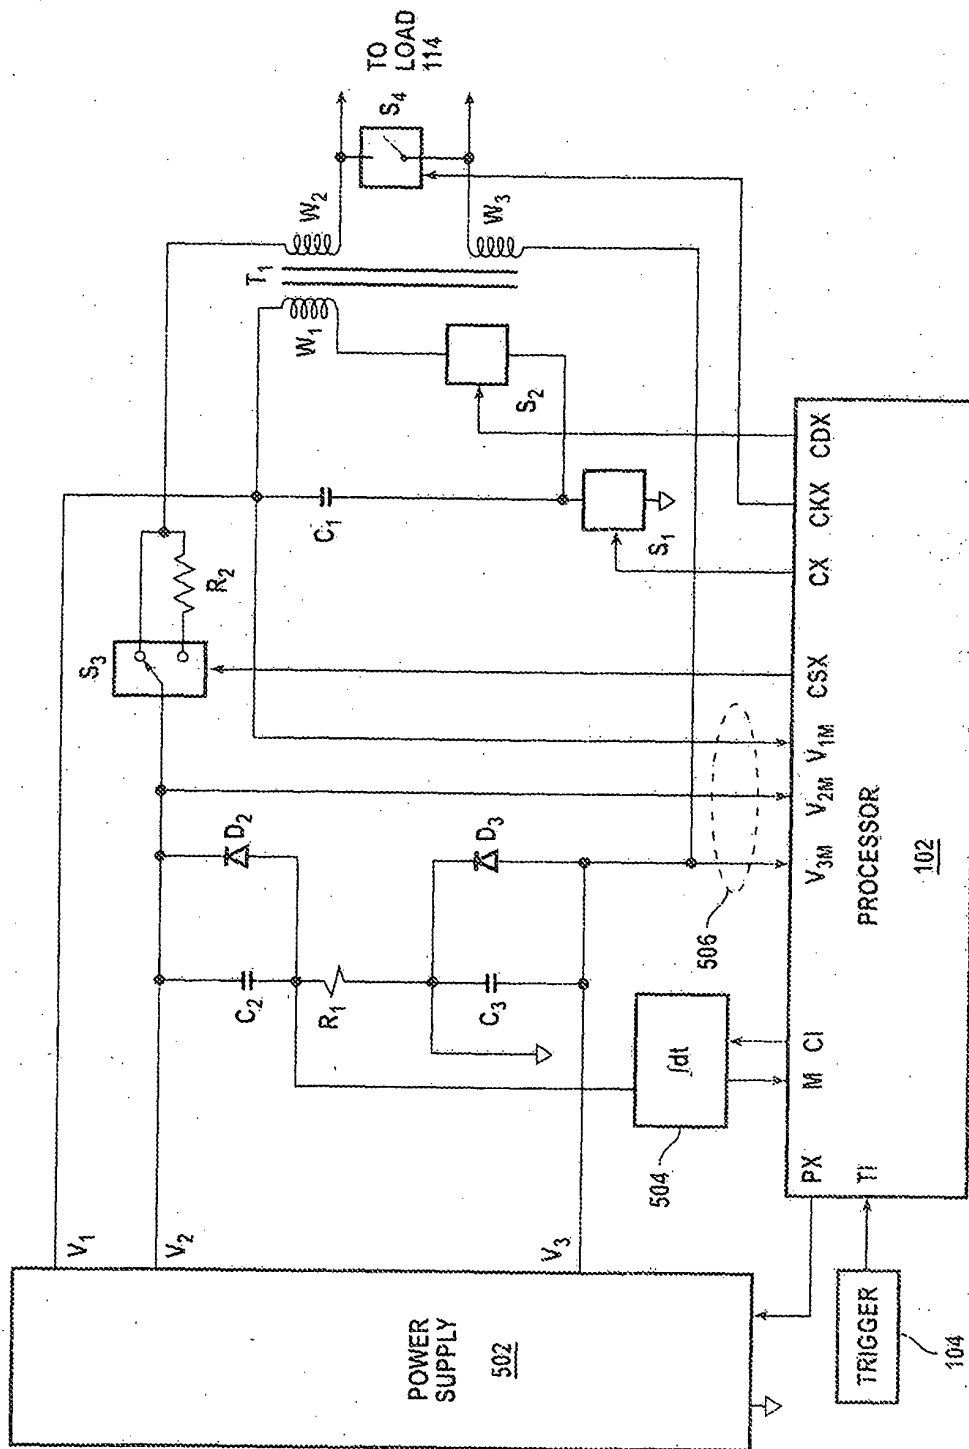 POWER
SUPPLY
502
V1
V2
V3
C2
D2
R1
C3
D3
S3
R2
C1
S1
S2
T1
W1
W2
W3
S4
TO
LOAD
114
∫dt
504
506
TRIGGER
104
PX
TI
M
CI
V3M
V2M
V1M
CSX
CX
CKX
CDX
PROCESSOR
102